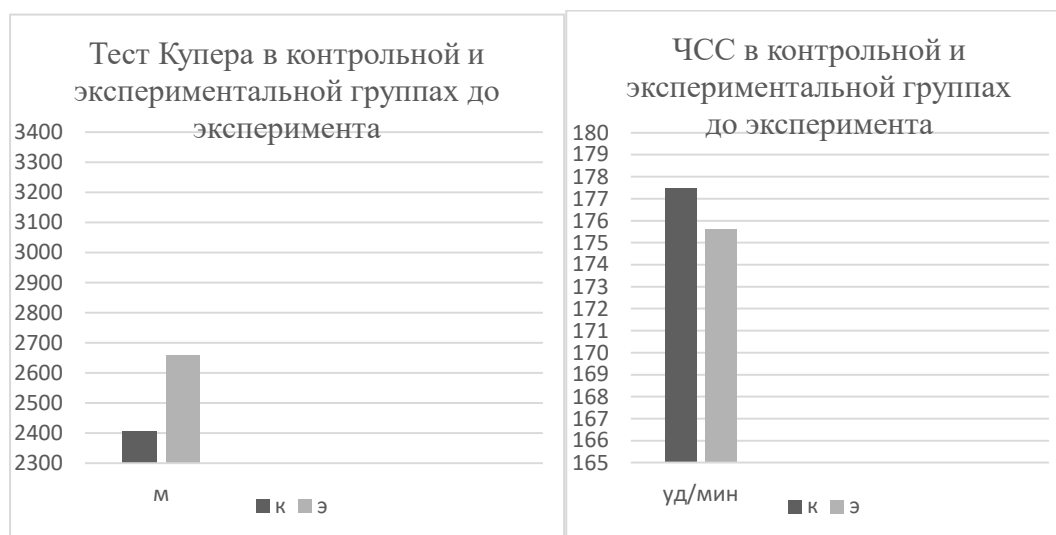 Тест Купера в контрольной и
экспериментальной группах до
эксперимента
3400
3300
3200
3100
3000
2900
2800
2700
2600
2500
2400
2300
м
к э
ЧСС в контрольной и
экспериментальной группах
до эксперимента
180
179
178
177
176
175
174
173
172
171
170
169
168
167
166
165
уд/мин
к э